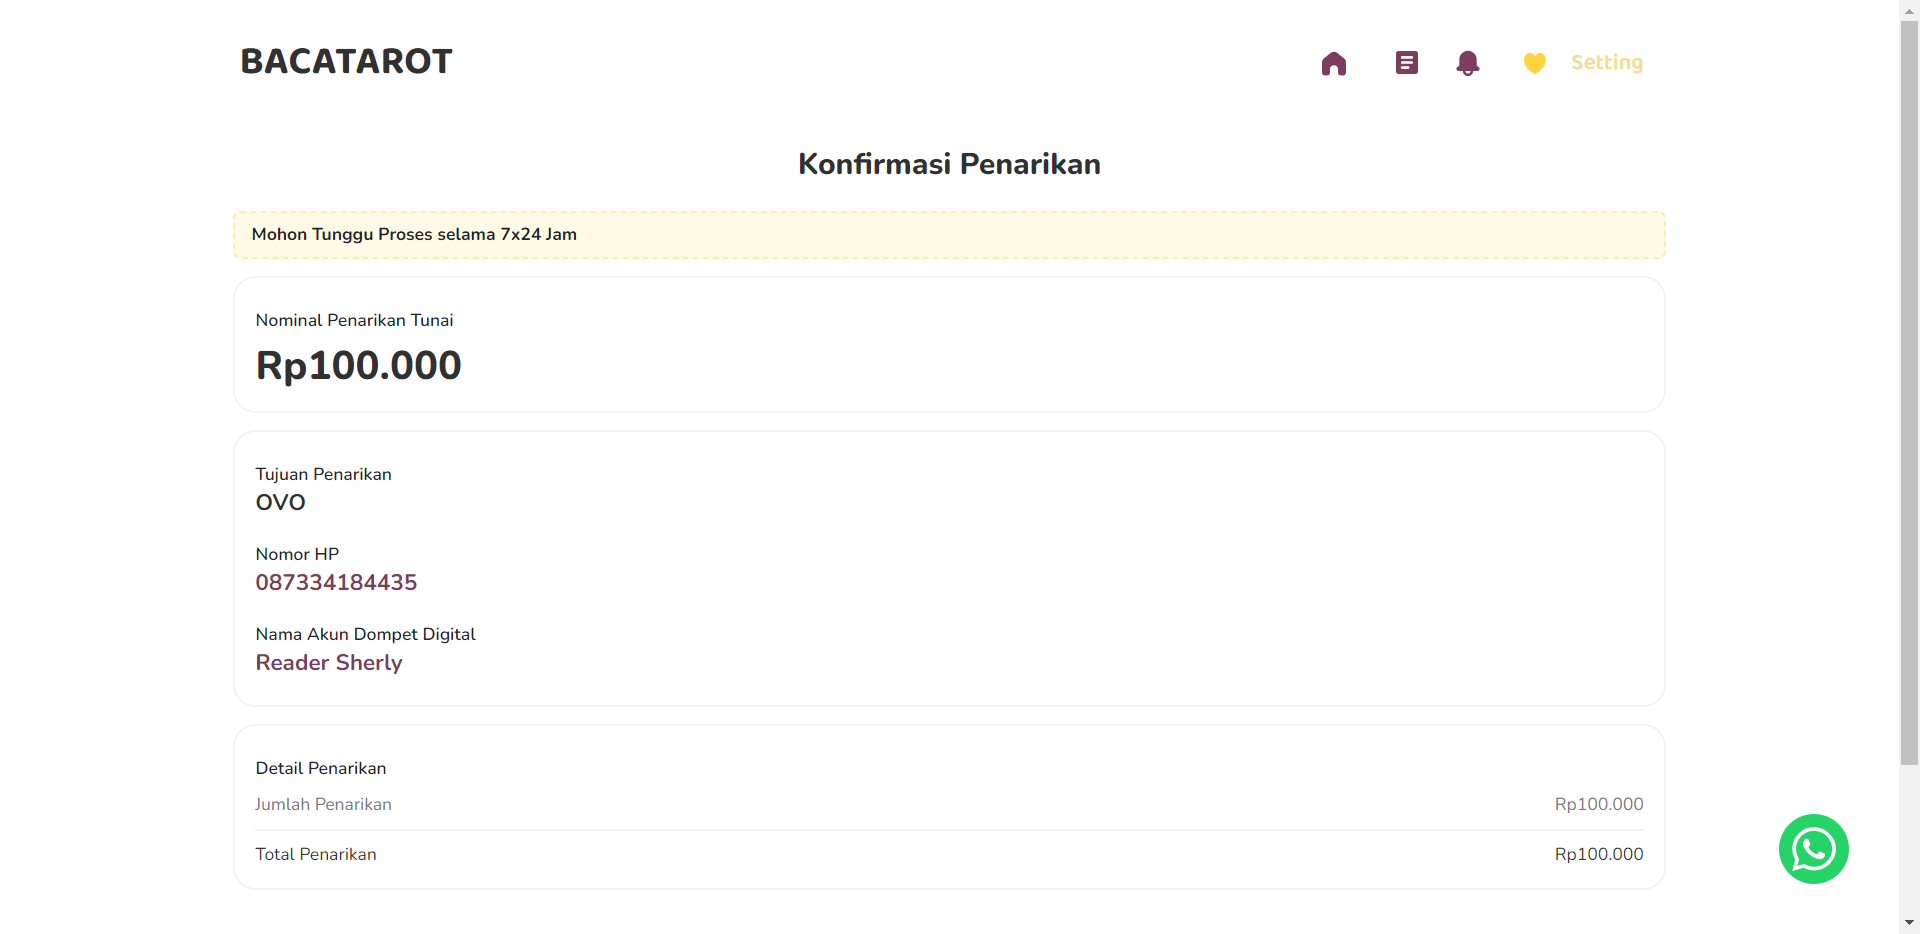 BACATAROT
Setting
Konfirmasi Penarikan
Mohon Tunggu Proses selama 7x24 Jam
Nominal Penarikan Tunai
Rp100.000
Tujuan Penarikan
OVO
Nomor HP
087334184435
Nama Akun Dompet Digital
Reader Sherly
Detail Penarikan
Jumlah Penarikan Rp100.000
Total Penarikan Rp100.000